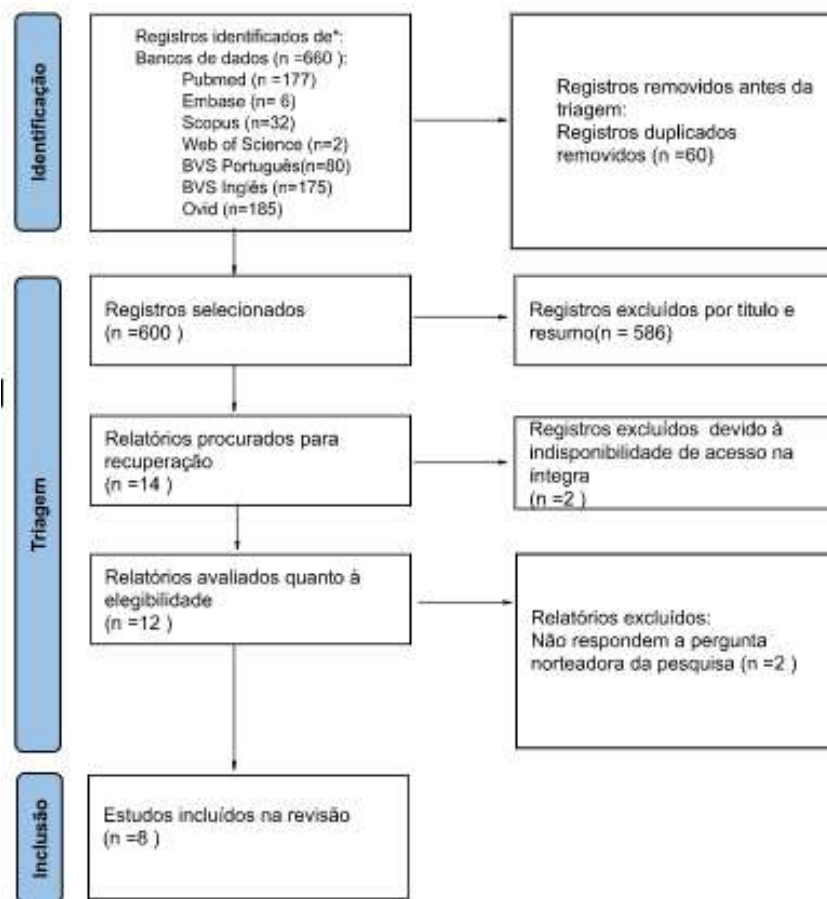 Identificação
Registros identificados de*:
Bancos de dados (n =660 ):
Pubmed (n =177)
Embase (n= 6)
Scopus (n=32)
Web of Science (n=2)
BVS Português(n=80)
BVS Inglês (n=175)
Ovid (n=185)
Registros removidos antes da
triagem:
Registros duplicados
removidos (n =60)
Triagem
Registros selecionados
(n =600 )
Registros excluídos por título e
resumo(n = 586)
Relatórios procurados para
recuperação
(n =14 )
Registros excluídos devido à
indisponibilidade de acesso na
íntegra
(n =2 )
Relatórios avaliados quanto à
elegibilidade
(n =12 )
Relatórios excluídos:
Não respondem a pergunta
norteadora da pesquisa (n =2 )
Inclusão
Estudos incluídos na revisão
(n =8 )